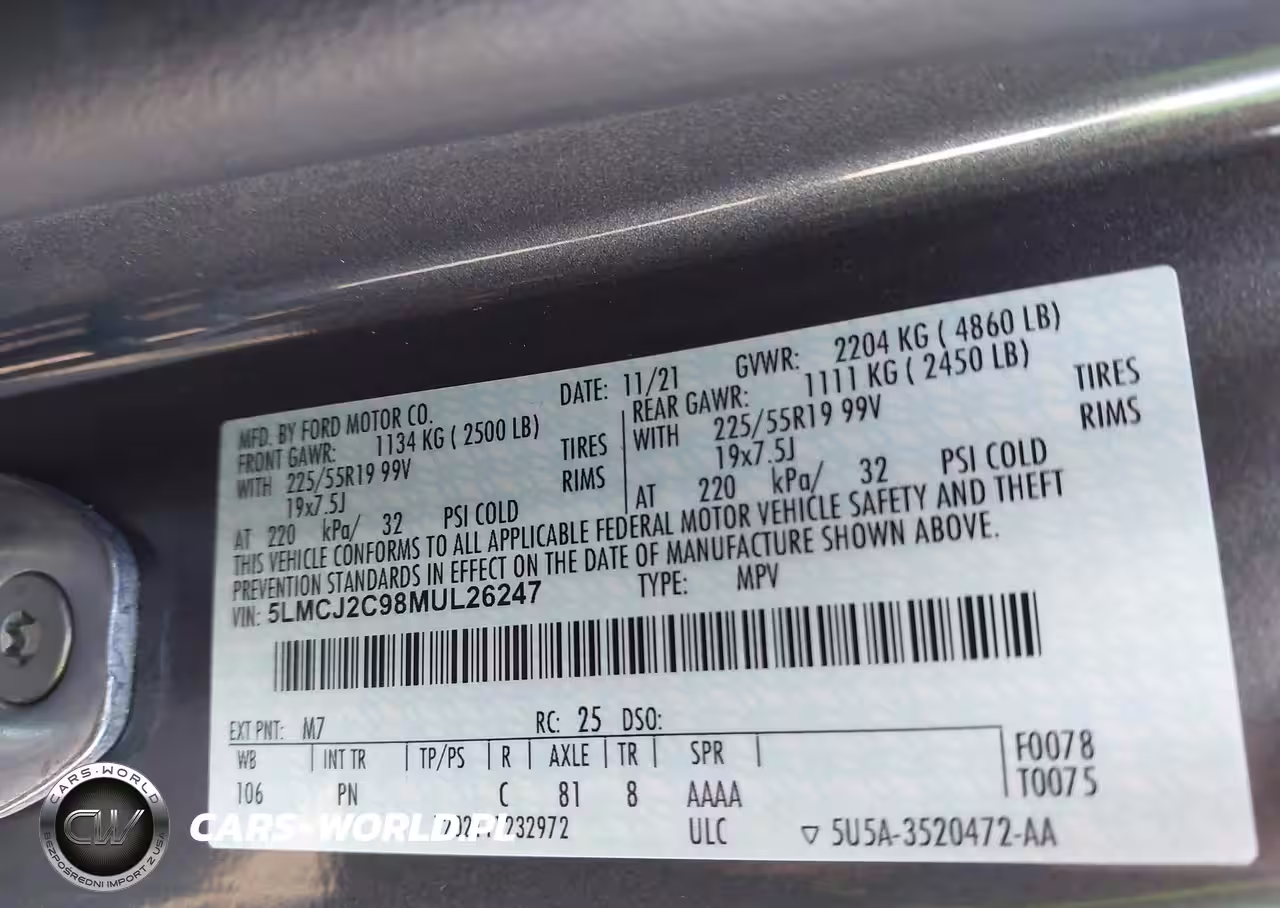 MFD. BY FORD MOTOR CO. DATE: 11/21 GVWR: 2204 KG ( 4860 LB)
FRONT GAWR: 1134 KG ( 2500 LB)
WITH 225/55R19 99V TIRES
19x7.5J RIMS
AT 220 kPa/ 32 PSI COLD
REAR GAWR: 1111 KG ( 2450 LB)
WITH 225/55R19 99V TIRES
19x7.5J RIMS
AT 220 kPa/ 32 PSI COLD
THIS VEHICLE CONFORMS TO ALL APPLICABLE FEDERAL MOTOR VEHICLE SAFETY AND THEFT
PREVENTION STANDARDS IN EFFECT ON THE DATE OF MANUFACTURE SHOWN ABOVE.
VIN: 5LMCJ2C98MUL26247 TYPE: MPV
EXT PNT: M7 RC: 25 DSO:
WB INT TR TP/PS R AXLE TR SPR
106 PN C 81 8 AAAA
F0078
T0075
ULC ▽ 5U5A-3520472-AA
CARS-WORLD.PL
CARS-WORLD
CW
BEZPOŚREDNI IMPORT Z USA